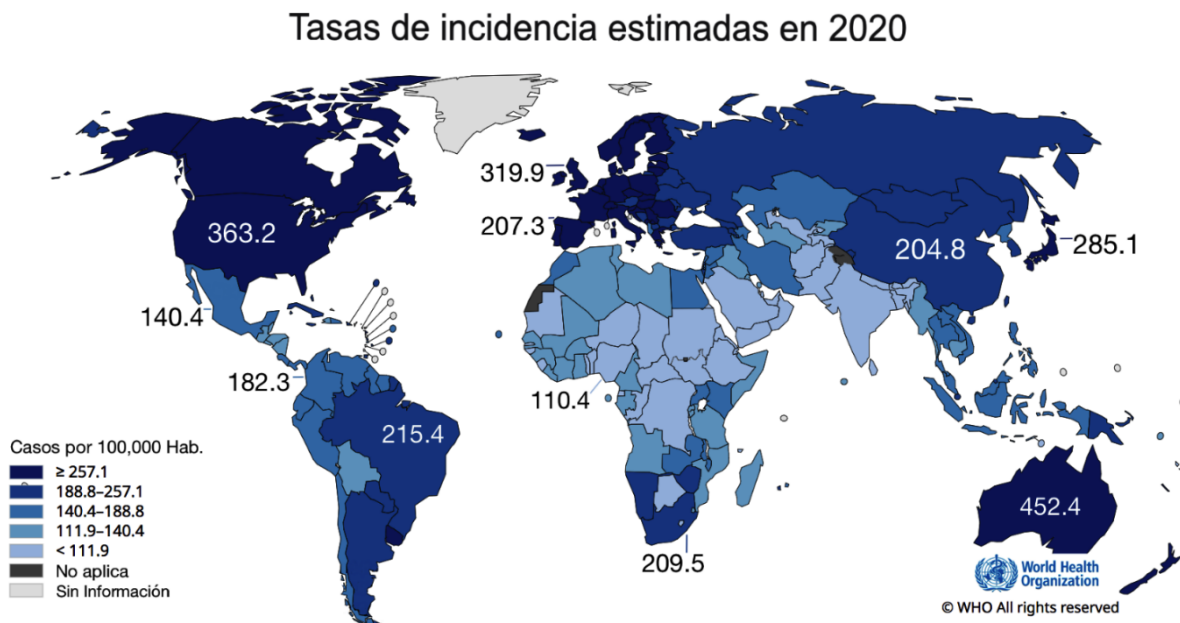 Tasas de incidencia estimadas en 2020
319.9
363.2
207.3
204.8
285.1
140.4
182.3
110.4
215.4
452.4
209.5
Casos por 100,000 Hab.
≥ 257.1
188.8–257.1
140.4–188.8
111.9–140.4
< 111.9
No aplica
Sin Información
World Health
Organization
© WHO All rights reserved